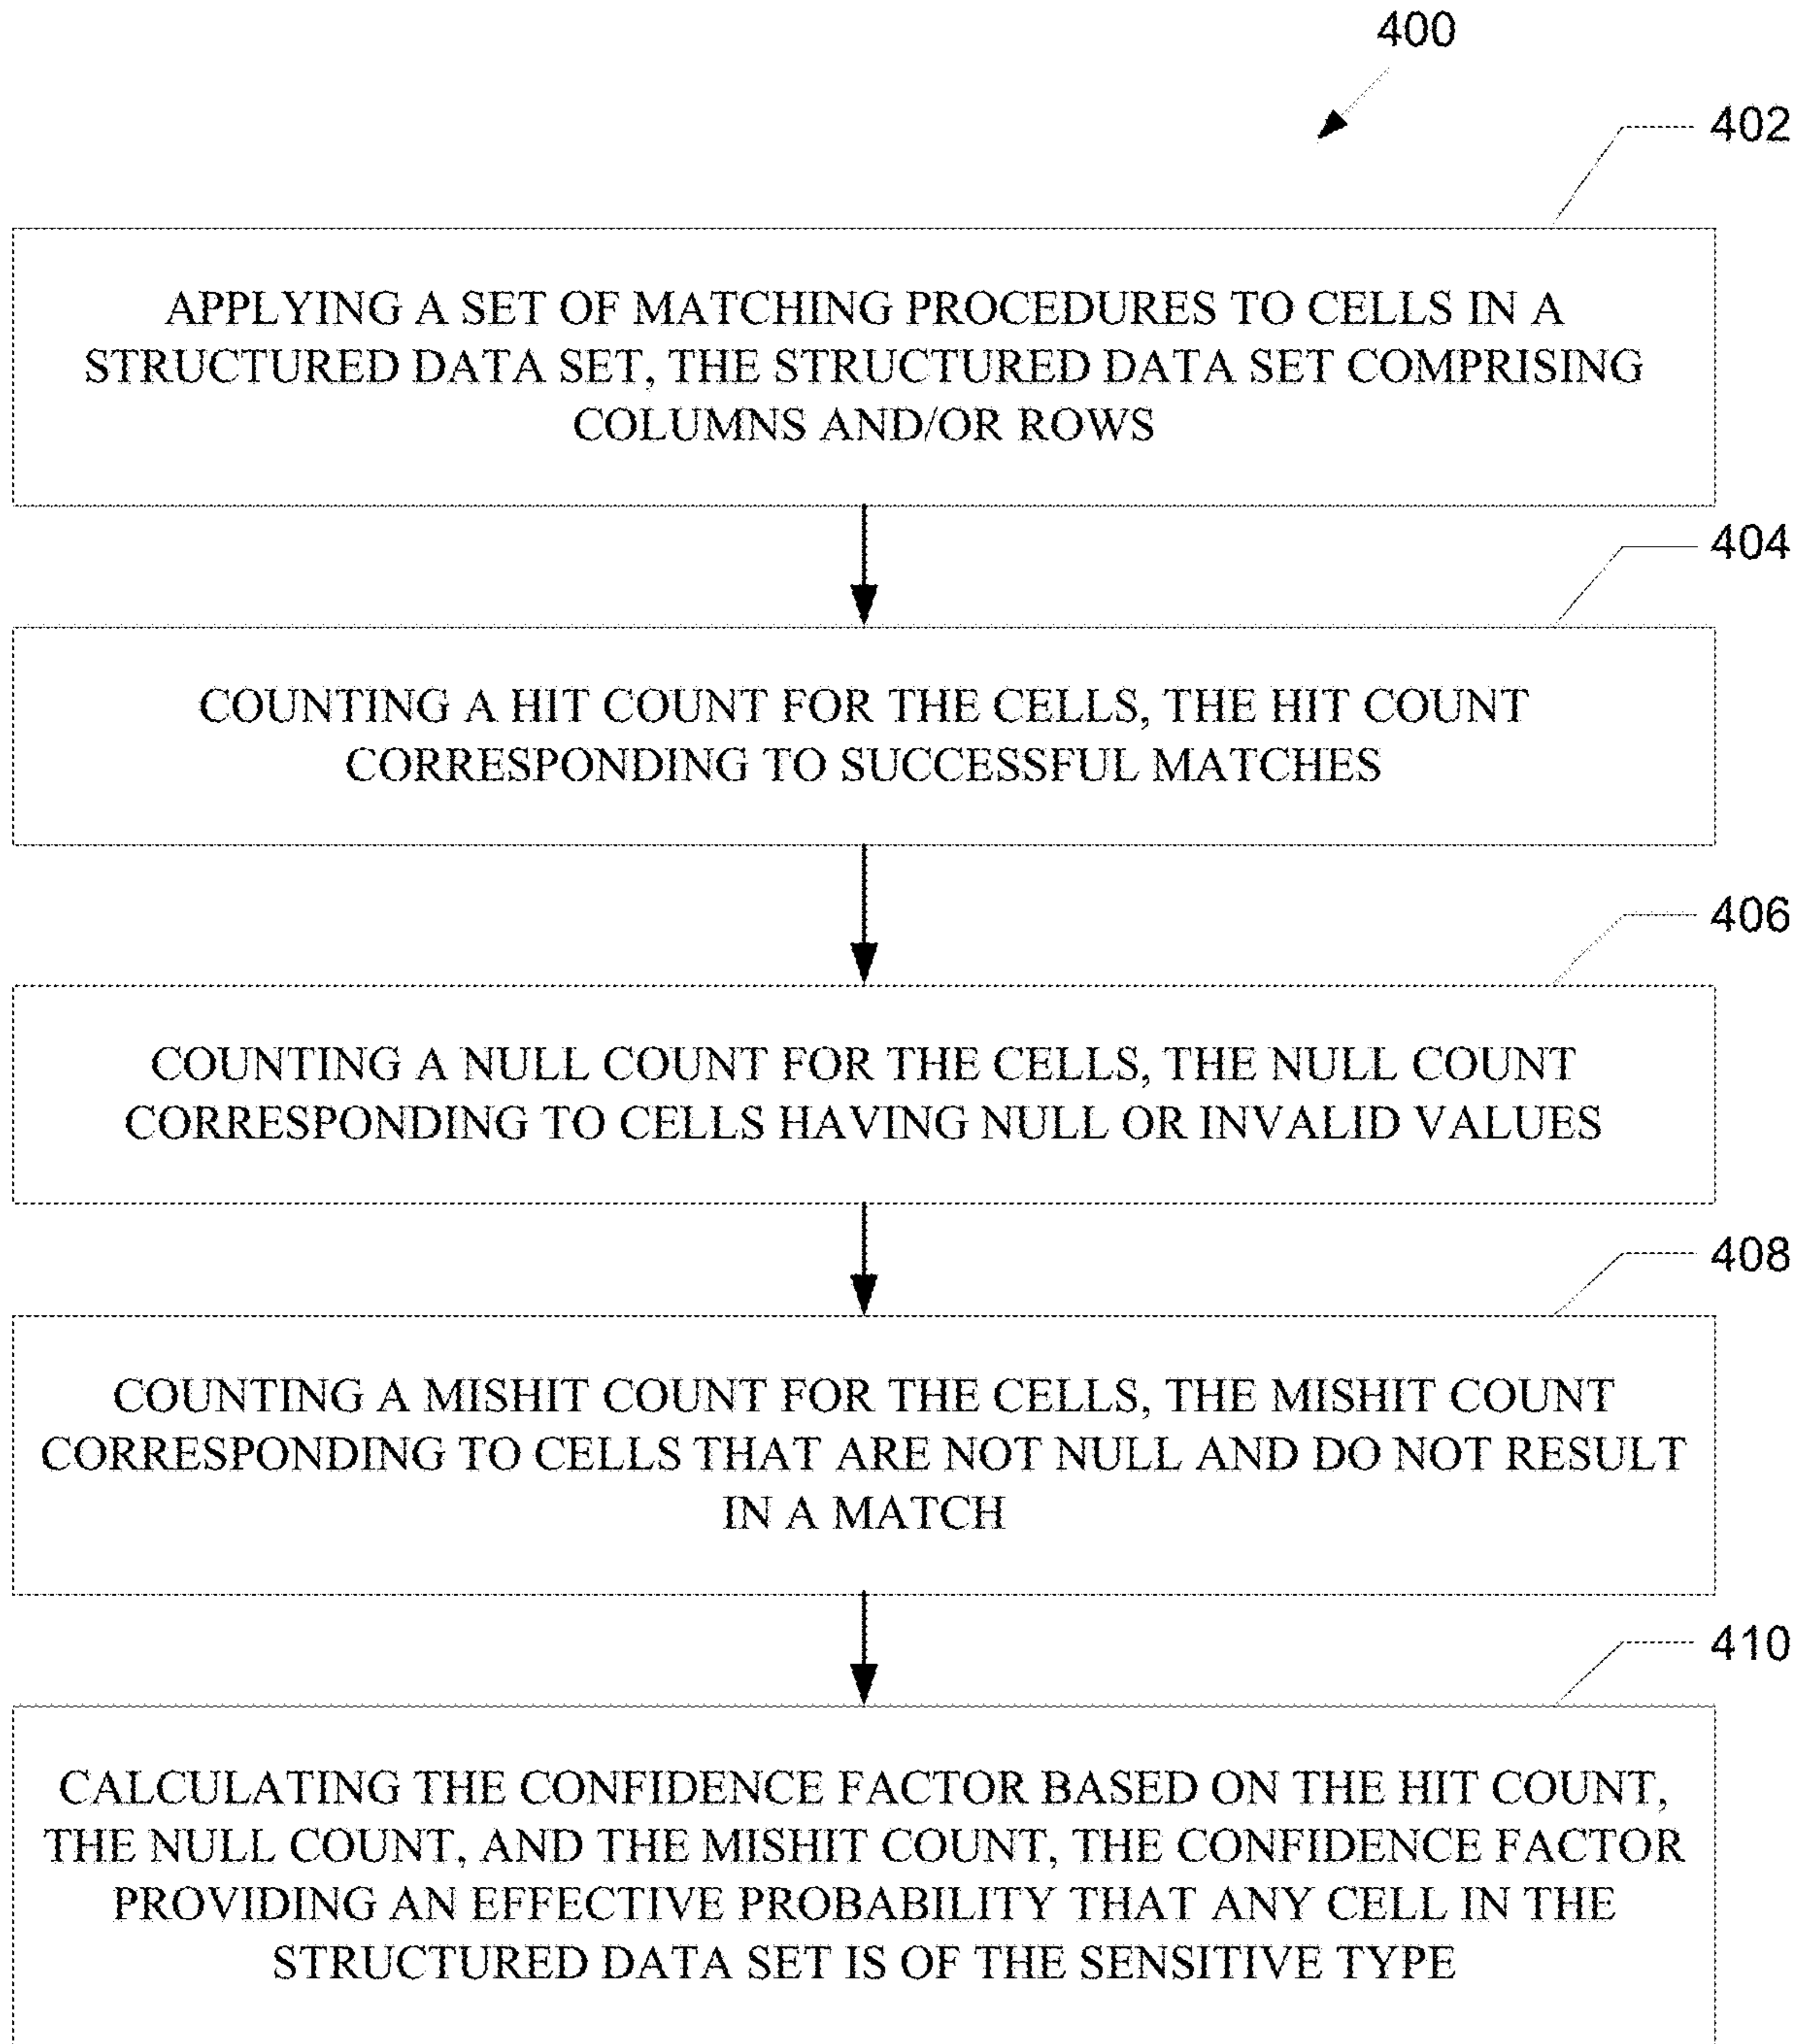 400
402
APPLYING A SET OF MATCHING PROCEDURES TO CELLS IN A
STRUCTURED DATA SET, THE STRUCTURED DATA SET COMPRISING
COLUMNS AND/OR ROWS
404
COUNTING A HIT COUNT FOR THE CELLS, THE HIT COUNT
CORRESPONDING TO SUCCESSFUL MATCHES
406
COUNTING A NULL COUNT FOR THE CELLS, THE NULL COUNT
CORRESPONDING TO CELLS HAVING NULL OR INVALID VALUES
408
COUNTING A MISHIT COUNT FOR THE CELLS, THE MISHIT COUNT
CORRESPONDING TO CELLS THAT ARE NOT NULL AND DO NOT RESULT
IN A MATCH
410
CALCULATING THE CONFIDENCE FACTOR BASED ON THE HIT COUNT,
THE NULL COUNT, AND THE MISHIT COUNT, THE CONFIDENCE FACTOR
PROVIDING AN EFFECTIVE PROBABILITY THAT ANY CELL IN THE
STRUCTURED DATA SET IS OF THE SENSITIVE TYPE